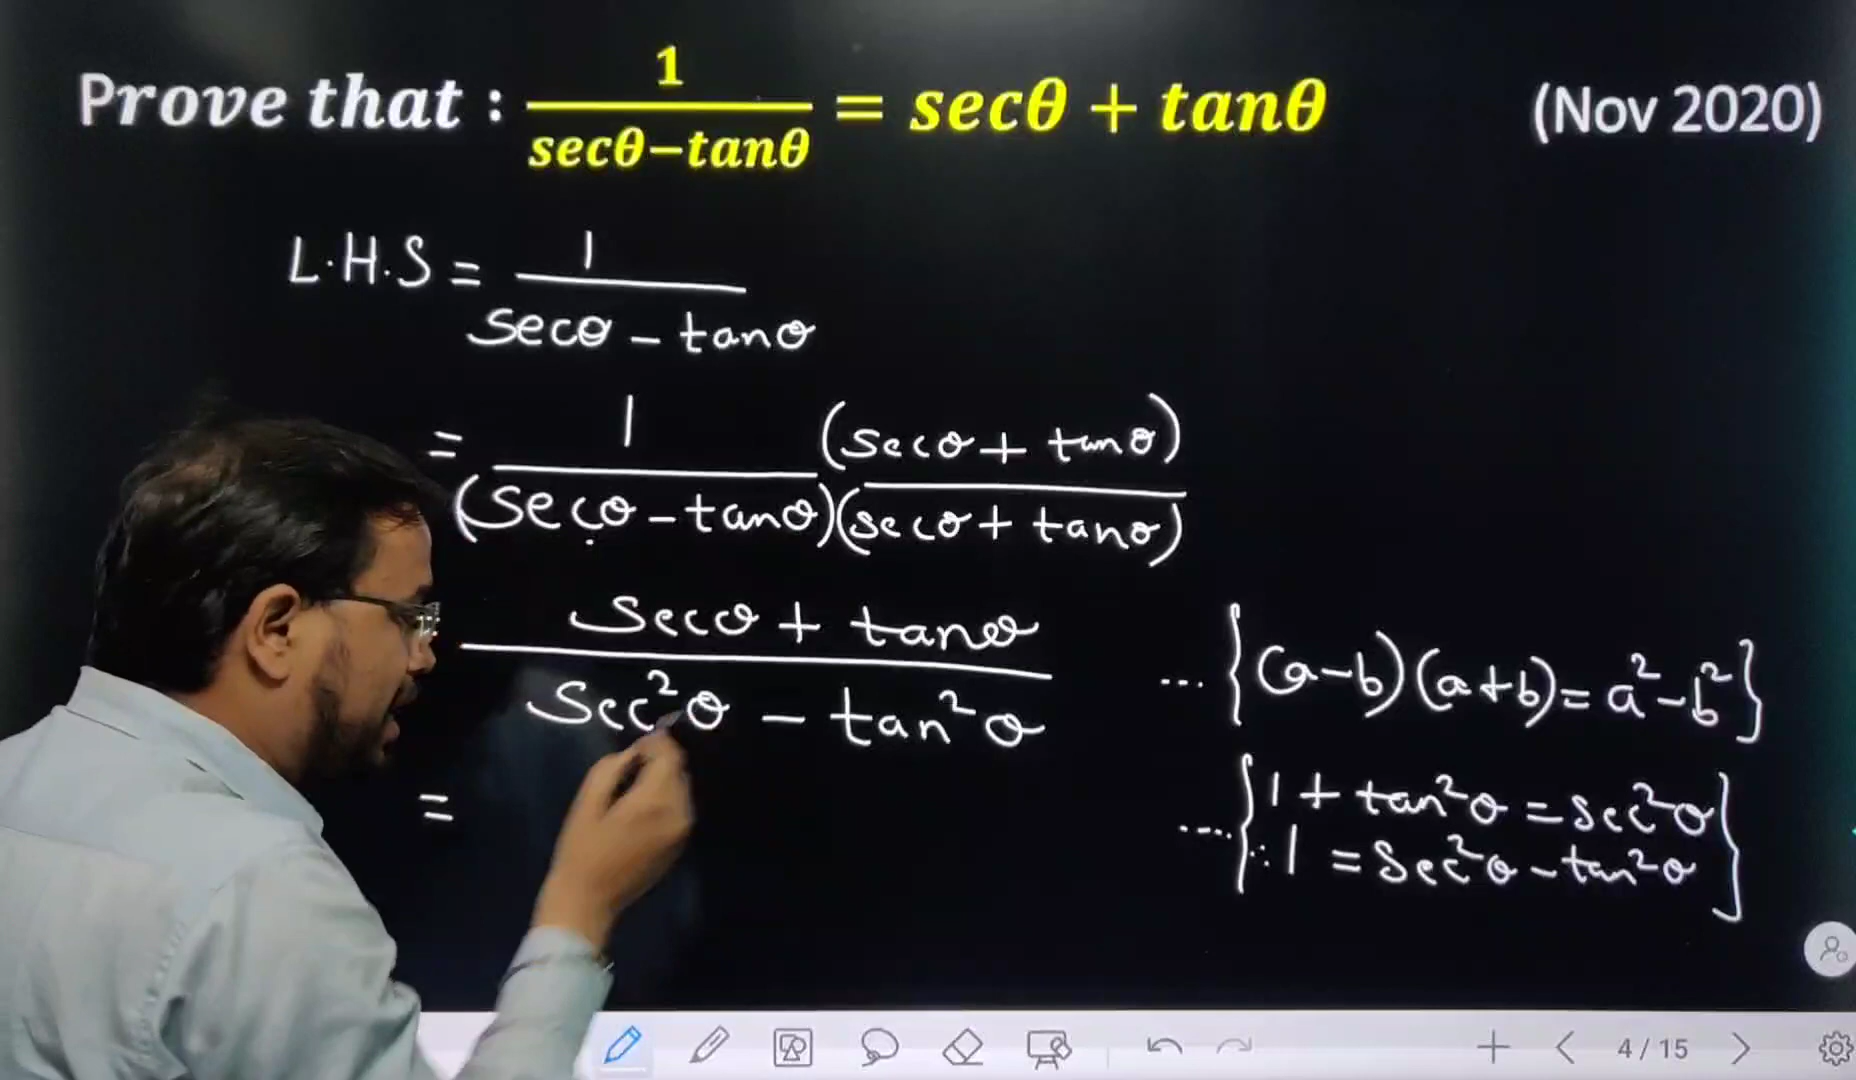 Prove that : 1/(secθ−tanθ) = secθ + tanθ (Nov 2020)
L.H.S = 1/(secθ − tanθ)
= 1/(secθ − tanθ) (secθ + tanθ)/(secθ + tanθ)
(secθ + tanθ)/(sec²θ − tan²θ) ... {(a−b)(a+b) = a²−b²}
= .... {1 + tan²θ = sec²θ
∴ 1 = sec²θ − tan²θ}
4 / 15